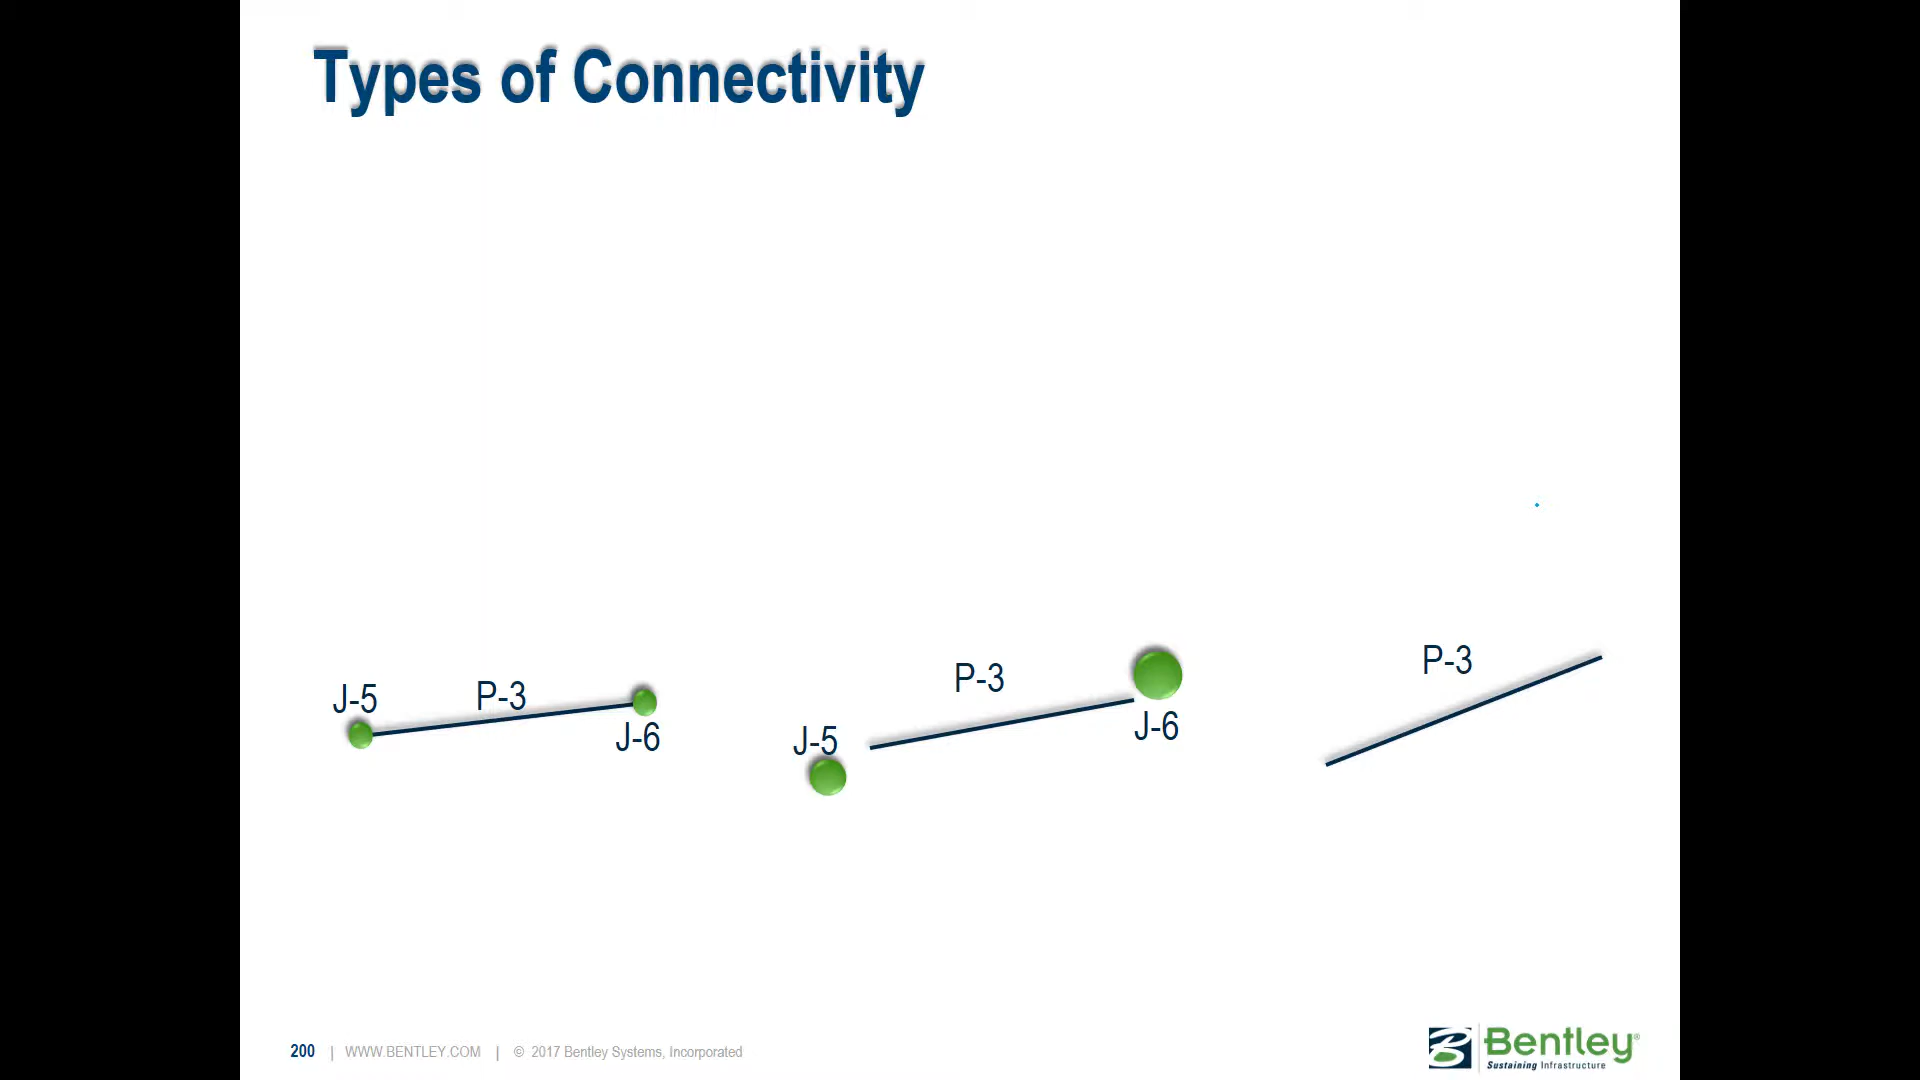 Types of Connectivity
J-5
P-3
J-6
P-3
J-5
J-6
P-3
200 | WWW.BENTLEY.COM | © 2017 Bentley Systems, Incorporated
Bentley®
Sustaining Infrastructure